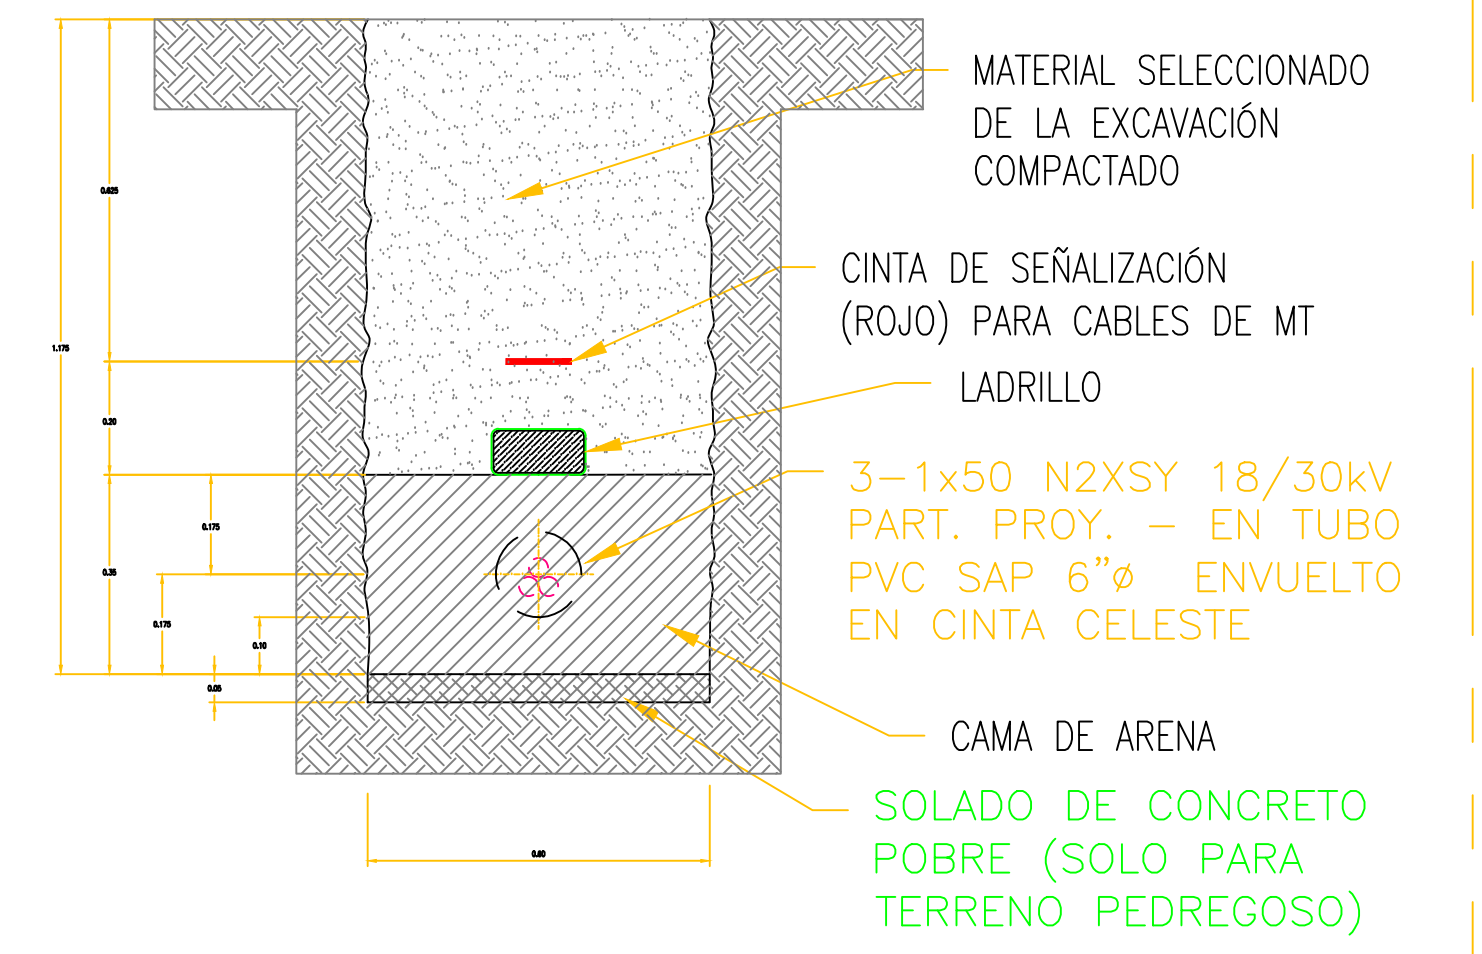 MATERIAL SELECCIONADO
DE LA EXCAVACIÓN
COMPACTADO
CINTA DE SEÑALIZACIÓN
(ROJO) PARA CABLES DE MT
LADRILLO
3-1x50 N2XSY 18/30kV
PART. PROY. - EN TUBO
PVC SAP 6"ø ENVUELTO
EN CINTA CELESTE
CAMA DE ARENA
SOLADO DE CONCRETO
POBRE (SOLO PARA
TERRENO PEDREGOSO)
0.625
1.175
0.20
0.175
0.35
0.175
0.10
0.05
0.60